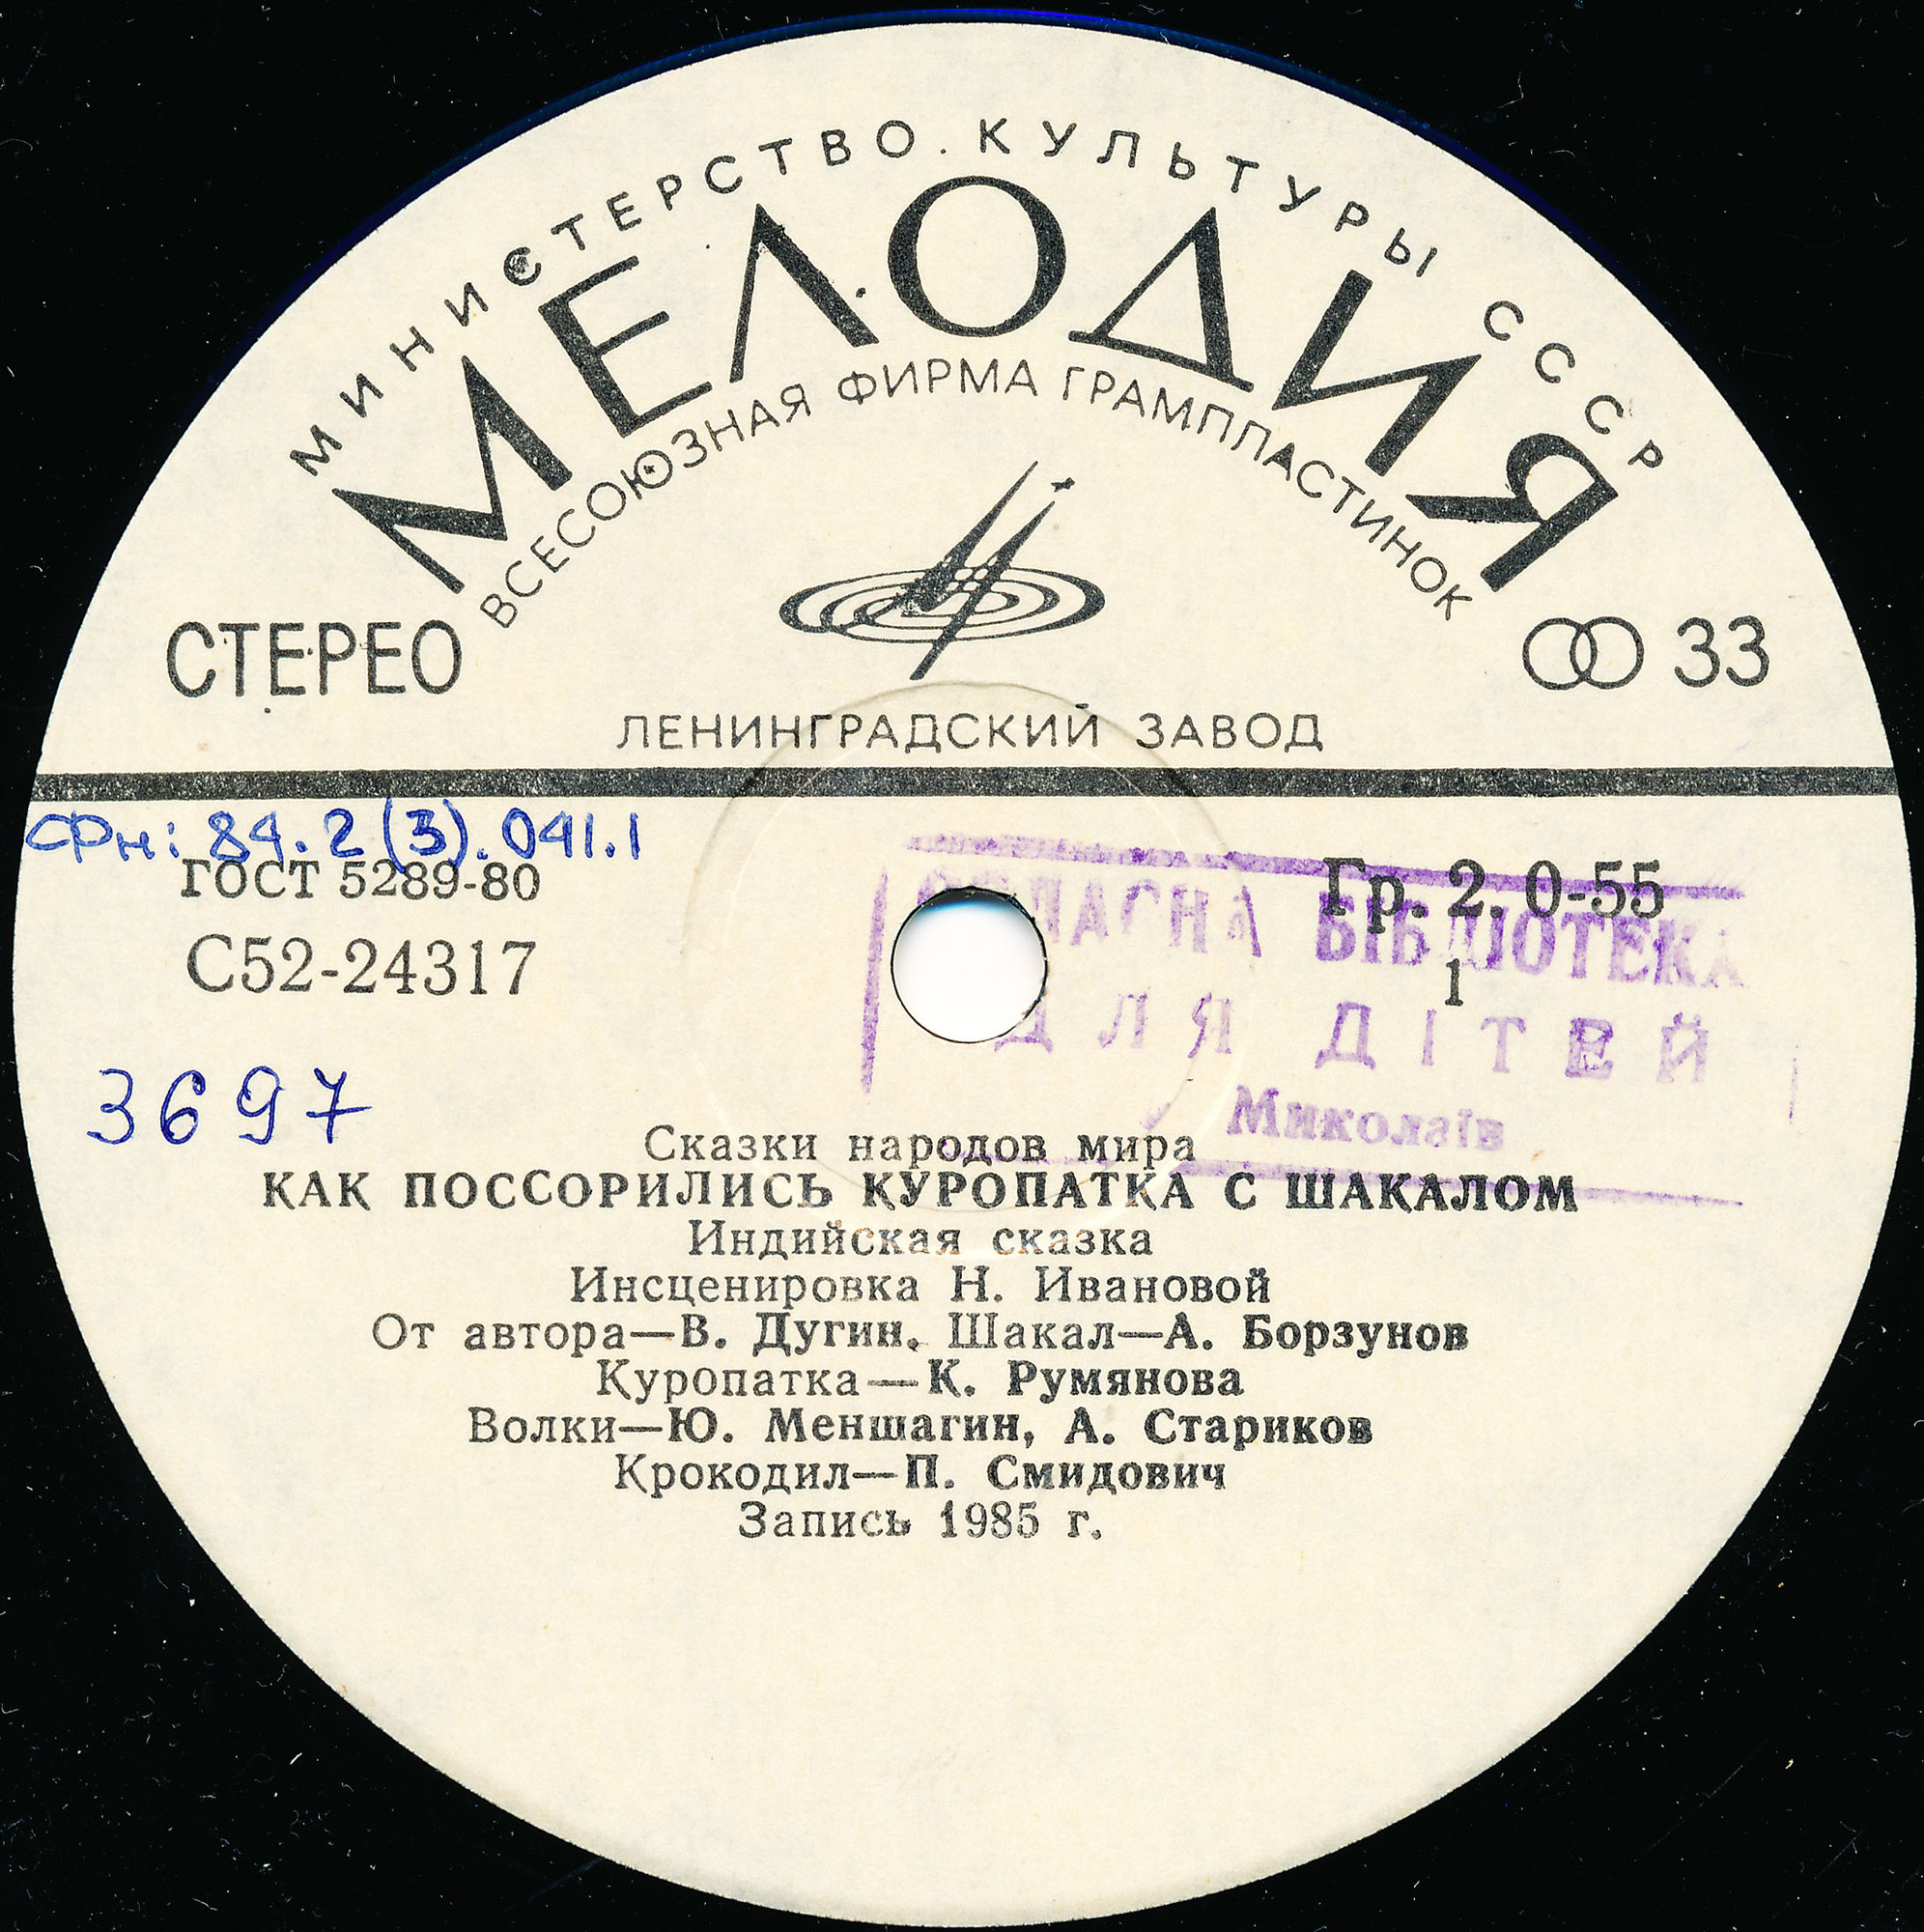 МИНИСТЕРСТВО КУЛЬТУРЫ СССР
МЕЛОДИЯ
ВСЕСОЮЗНАЯ ФИРМА ГРАМПЛАСТИНОК
СТЕРЕО
33
ЛЕНИНГРАДСКИЙ ЗАВОД
84.2(3).041.1
ГОСТ 5289-80
Гр. 2. 0-55
С52-24317
1
БІБЛІОТЕКА
ДЛЯ ДІТЕЙ
Миколаїв
3697
Сказки народов мира
КАК ПОССОРИЛИСЬ КУРОПАТКА С ШАКАЛОМ
Индийская сказка
Инсценировка Н. Ивановой
От автора—В. Дугин. Шакал—А. Борзунов
Куропатка—К. Румянова
Волки—Ю. Меншагин, А. Стариков
Крокодил—П. Смидович
Запись 1985 г.